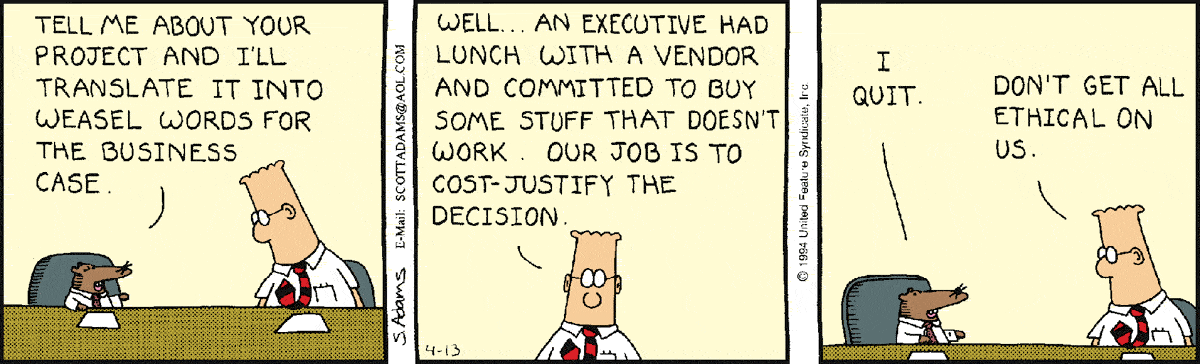 TELL ME ABOUT YOUR
PROJECT AND I'LL
TRANSLATE IT INTO
WEASEL WORDS FOR
THE BUSINESS
CASE.
S.Adams E-Mail: SCOTTADAMS@AOL.COM
WELL... AN EXECUTIVE HAD
LUNCH WITH A VENDOR
AND COMMITTED TO BUY
SOME STUFF THAT DOESN'T
WORK. OUR JOB IS TO
COST-JUSTIFY THE
DECISION.
4-13
© 1994 United Feature Syndicate, Inc.
I
QUIT.
DON'T GET ALL
ETHICAL ON
US.